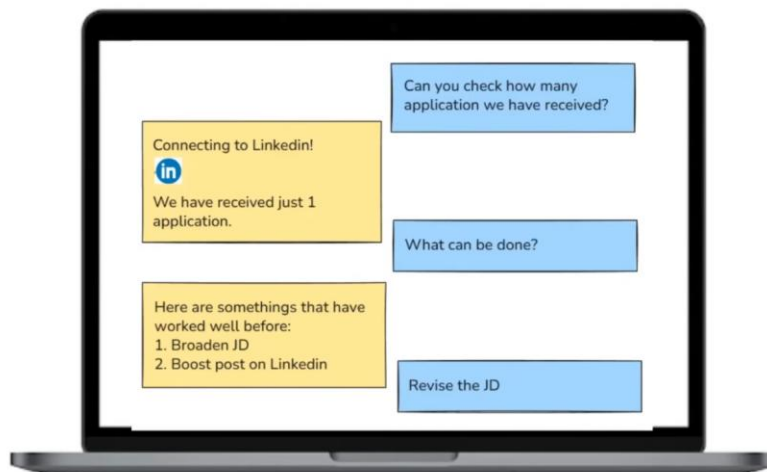 Can you check how many
application we have received?
Connecting to Linkedin!
in
We have received just 1
application.
What can be done?
Here are somethings that have
worked well before:
1. Broaden JD
2. Boost post on Linkedin
Revise the JD